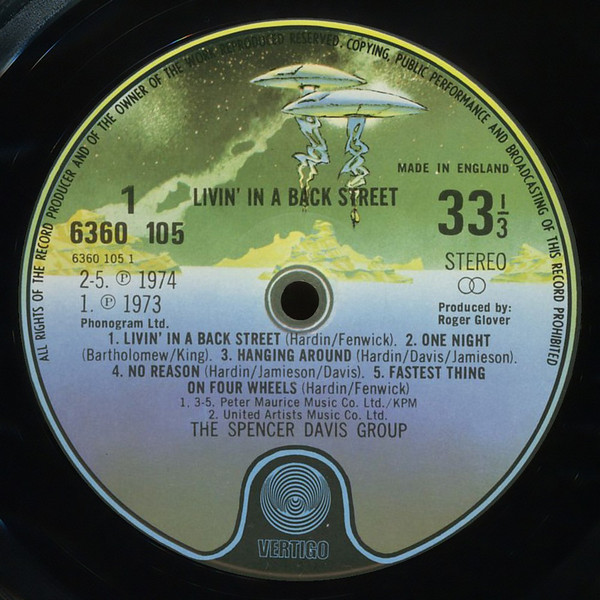 ALL RIGHTS OF THE RECORD PRODUCER AND OF THE OWNER OF THE WORK REPRODUCED RESERVED. COPYING, PUBLIC PERFORMANCE AND BROADCASTING OF THIS RECORD PROHIBITED
MADE IN ENGLAND
LIVIN' IN A BACK STREET
1
6360 105
6360 105 1
2-5. ℗ 1974
1. ℗ 1973
Phonogram Ltd.
33⅓
STEREO
Produced by:
Roger Glover
1. LIVIN' IN A BACK STREET (Hardin/Fenwick). 2. ONE NIGHT
(Bartholomew/King). 3. HANGING AROUND (Hardin/Davis/Jamieson).
4. NO REASON (Hardin/Jamieson/Davis). 5. FASTEST THING
ON FOUR WHEELS (Hardin/Fenwick)
1, 3-5. Peter Maurice Music Co. Ltd./KPM
2. United Artists Music Co. Ltd.
THE SPENCER DAVIS GROUP
VERTIGO